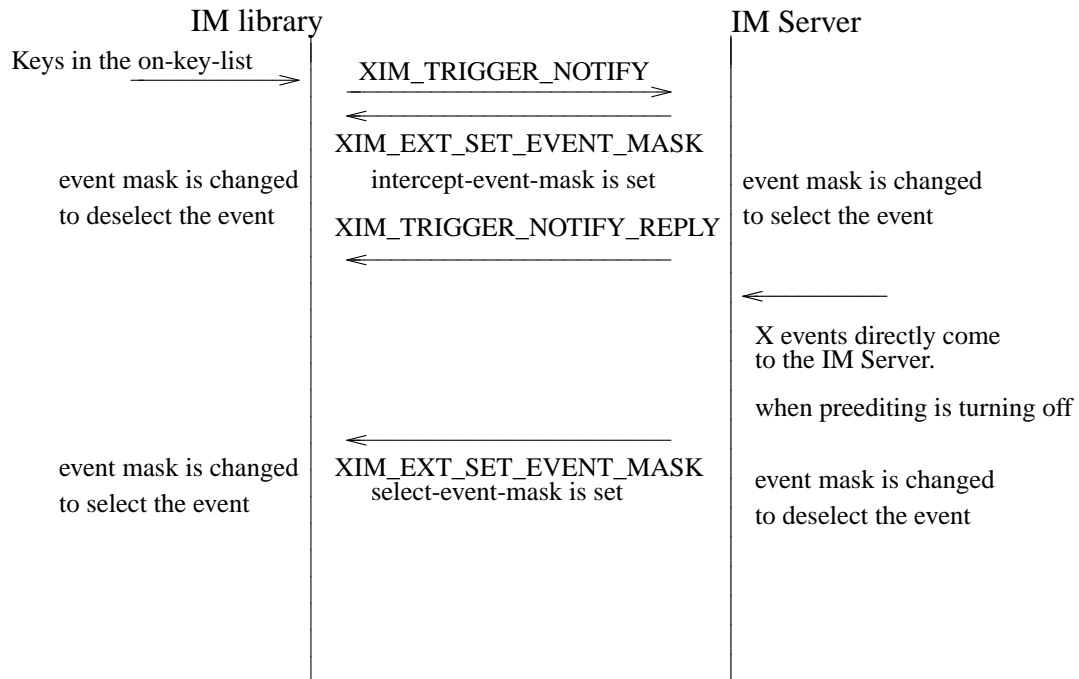 IM library
IM Server
Keys in the on-key-list
XIM_TRIGGER_NOTIFY
XIM_EXT_SET_EVENT_MASK
intercept-event-mask is set
event mask is changed
to deselect the event
event mask is changed
to select the event
XIM_TRIGGER_NOTIFY_REPLY
X events directly come
to the IM Server.
when preediting is turning off
XIM_EXT_SET_EVENT_MASK
select-event-mask is set
event mask is changed
to select the event
event mask is changed
to deselect the event